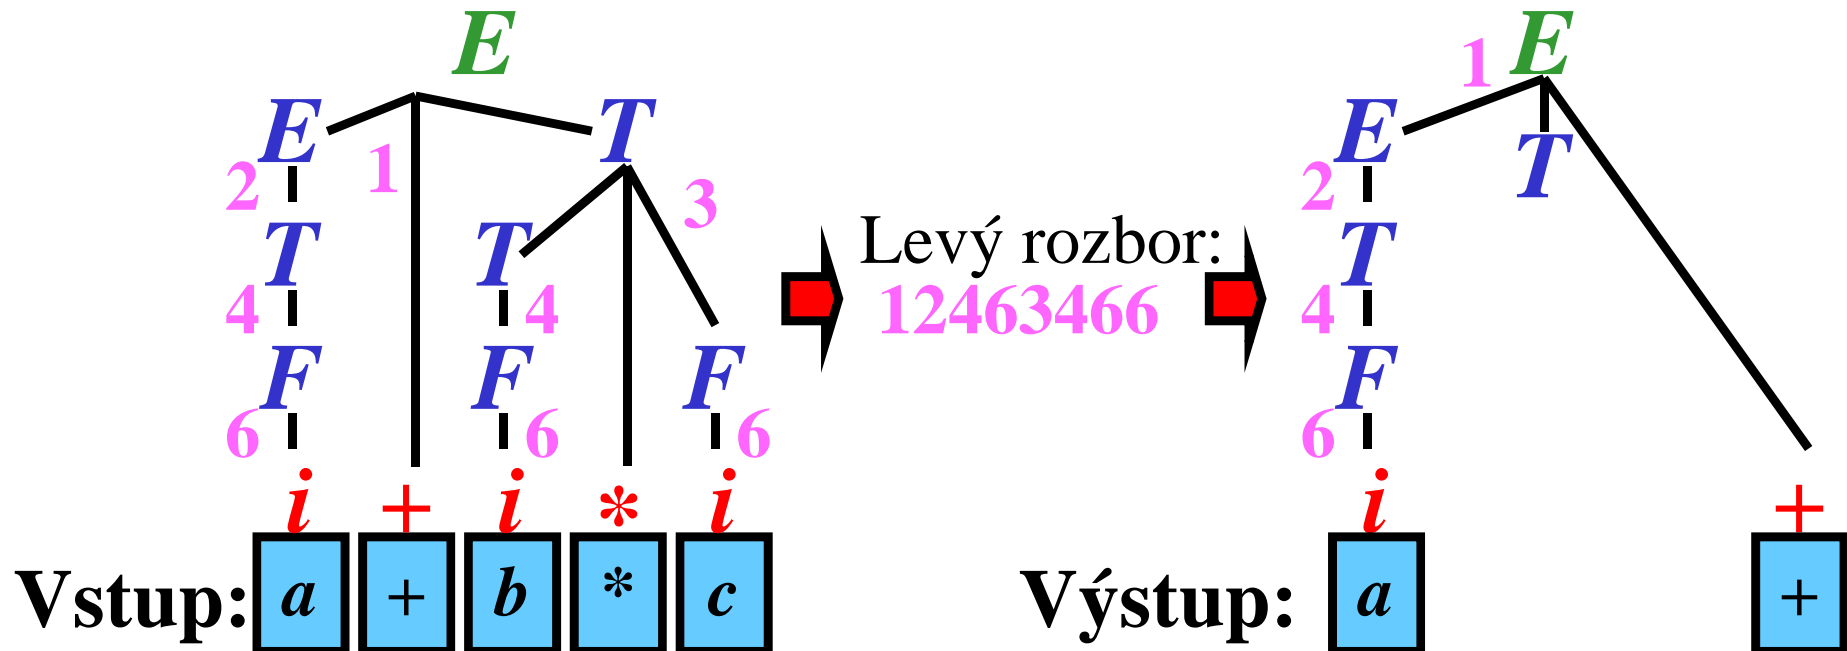 E
1 E
E T
E
2 1
3
2
T
T T
Levý rozbor:
T
4 4
12463466
4
F F F
F
6 6 6
6
i + i * i
i +
Vstup: a + b * c
Výstup: a +